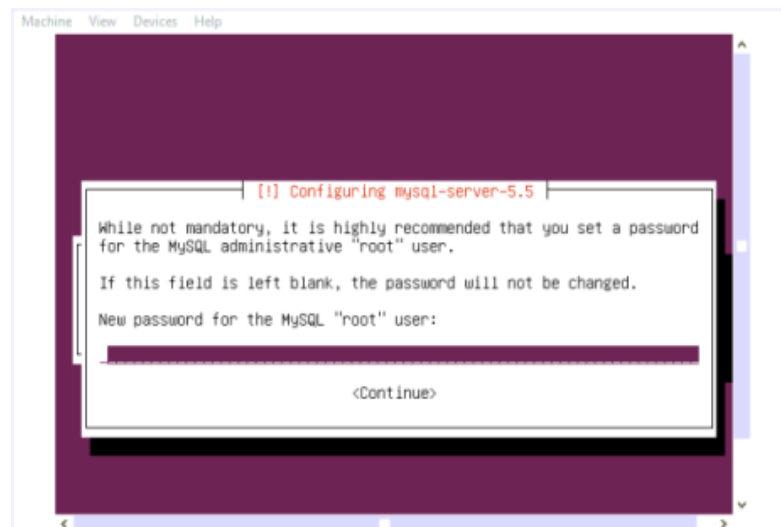 Machine View Devices Help
[!] Configuring mysql-server-5.5
While not mandatory, it is highly recommended that you set a password
for the MySQL administrative "root" user.
If this field is left blank, the password will not be changed.
New password for the MySQL "root" user:
<Continue>